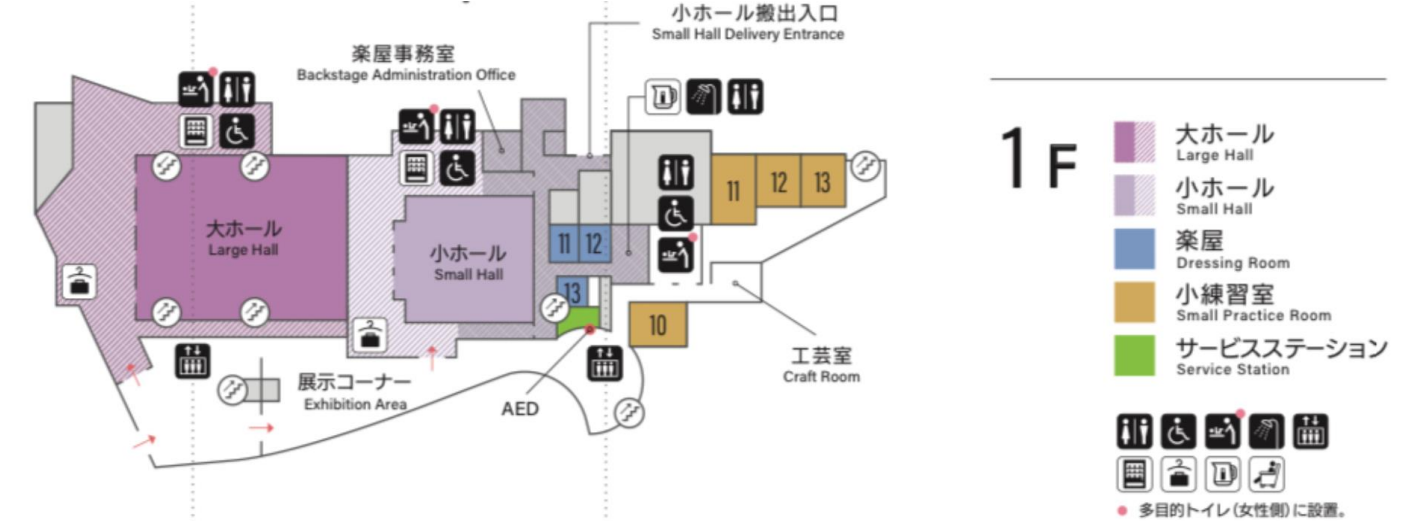 小ホール搬出入口
Small Hall Delivery Entrance
楽屋事務室
Backstage Administration Office
大ホール
Large Hall
小ホール
Small Hall
11
12
13
11
12
13
10
展示コーナー
Exhibition Area
AED
工芸室
Craft Room
1F
大ホール
Large Hall
小ホール
Small Hall
楽屋
Dressing Room
小練習室
Small Practice Room
サービスステーション
Service Station
多目的トイレ(女性側)に設置。